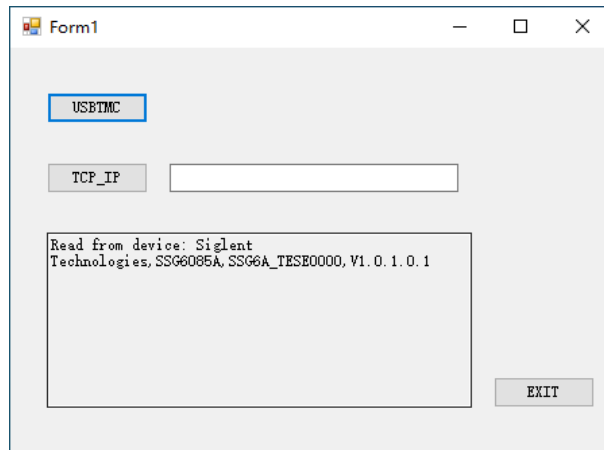 Form1
USBTMC
TCP_IP
Read from device: Siglent
Technologies,SSG6085A,SSG6A_TESE0000,V1.0.1.0.1
EXIT